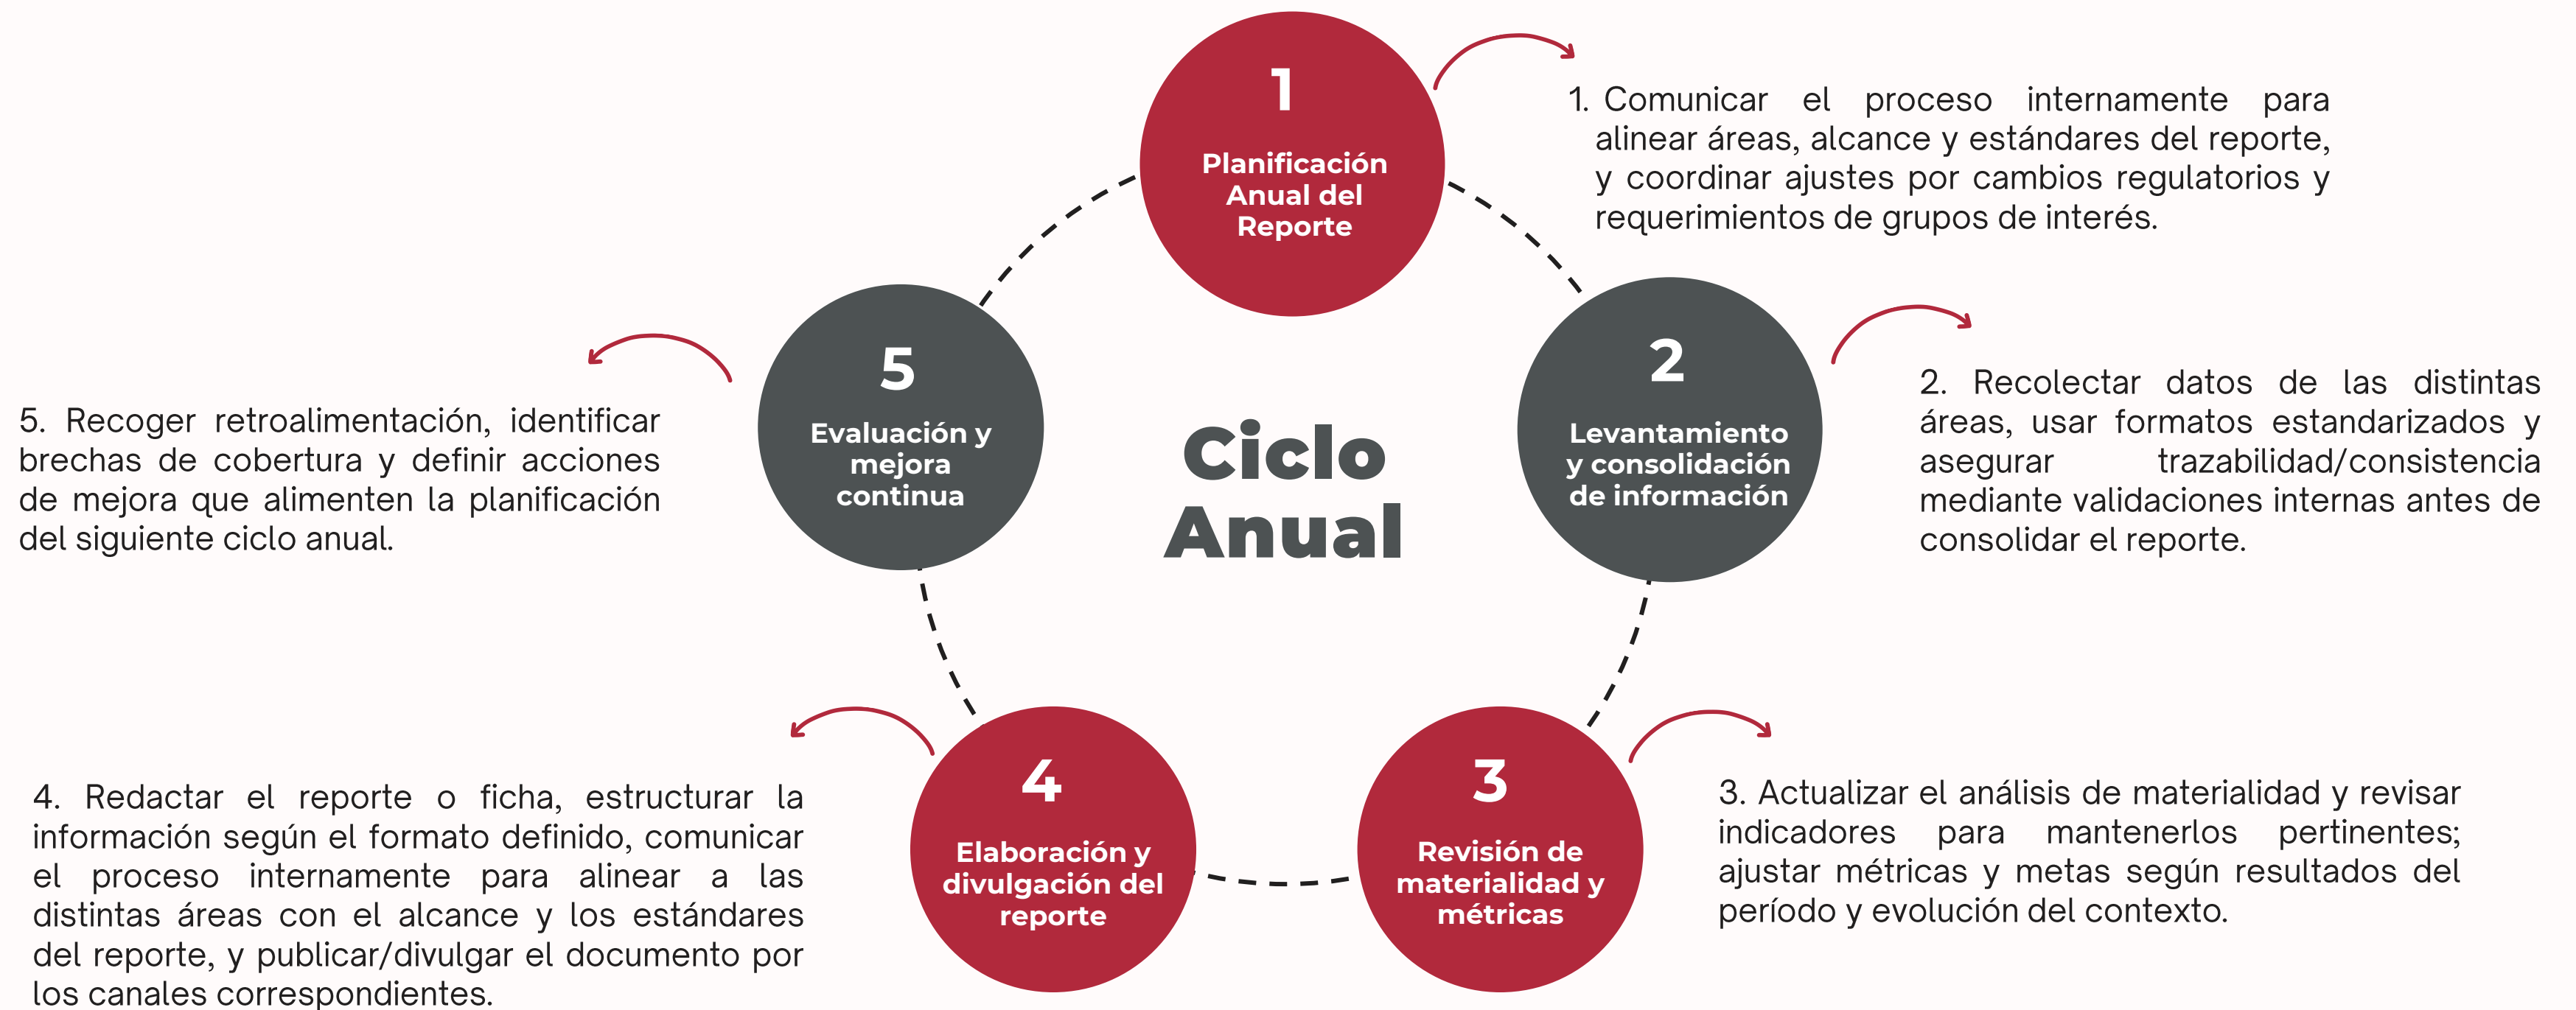 1
Planificación
Anual del
Reporte
1. Comunicar el proceso internamente para
alinear áreas, alcance y estándares del reporte,
y coordinar ajustes por cambios regulatorios y
requerimientos de grupos de interés.
2
Levantamiento
y consolidación
de información
2. Recolectar datos de las distintas
áreas, usar formatos estandarizados y
asegurar trazabilidad/consistencia
mediante validaciones internas antes de
consolidar el reporte.
3
Revisión de
materialidad y
métricas
3. Actualizar el análisis de materialidad y revisar
indicadores para mantenerlos pertinentes;
ajustar métricas y metas según resultados del
período y evolución del contexto.
4
Elaboración y
divulgación del
reporte
4. Redactar el reporte o ficha, estructurar la
información según el formato definido, comunicar
el proceso internamente para alinear a las
distintas áreas con el alcance y los estándares
del reporte, y publicar/divulgar el documento por
los canales correspondientes.
5
Evaluación y
mejora
continua
5. Recoger retroalimentación, identificar
brechas de cobertura y definir acciones
de mejora que alimenten la planificación
del siguiente ciclo anual.
Ciclo
Anual